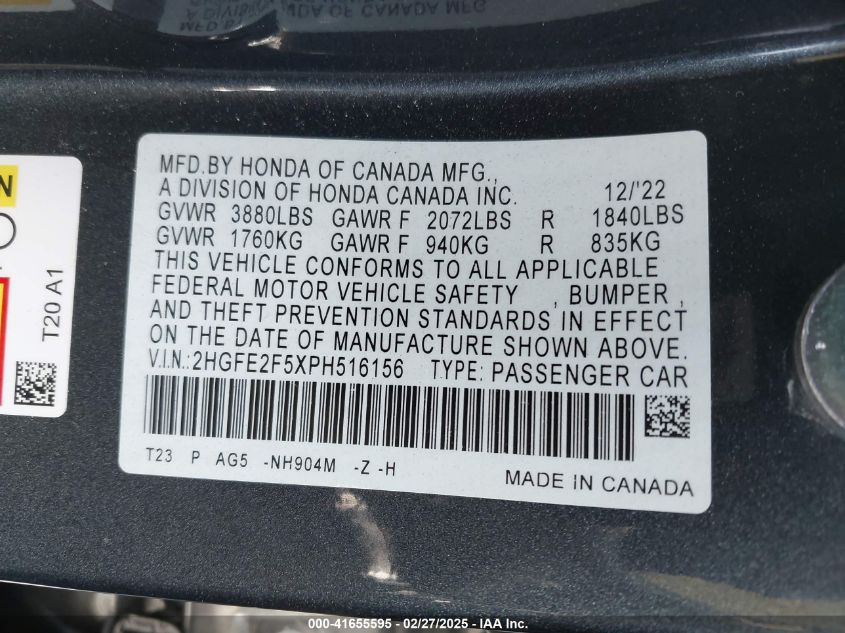 MFD.BY HONDA OF CANADA MFG.,
A DIVISION OF HONDA CANADA INC. 12/'22
GVWR 3880LBS GAWR F 2072LBS R 1840LBS
GVWR 1760KG GAWR F 940KG R 835KG
THIS VEHICLE CONFORMS TO ALL APPLICABLE
FEDERAL MOTOR VEHICLE SAFETY , BUMPER ,
AND THEFT PREVENTION STANDARDS IN EFFECT
ON THE DATE OF MANUFACTURE SHOWN ABOVE.
V.I.N.:2HGFE2F5XPH516156 TYPE: PASSENGER CAR
T23 P AG5 -NH904M -Z -H
MADE IN CANADA
T20 A1
000-41655595 - 02/27/2025 - IAA Inc.